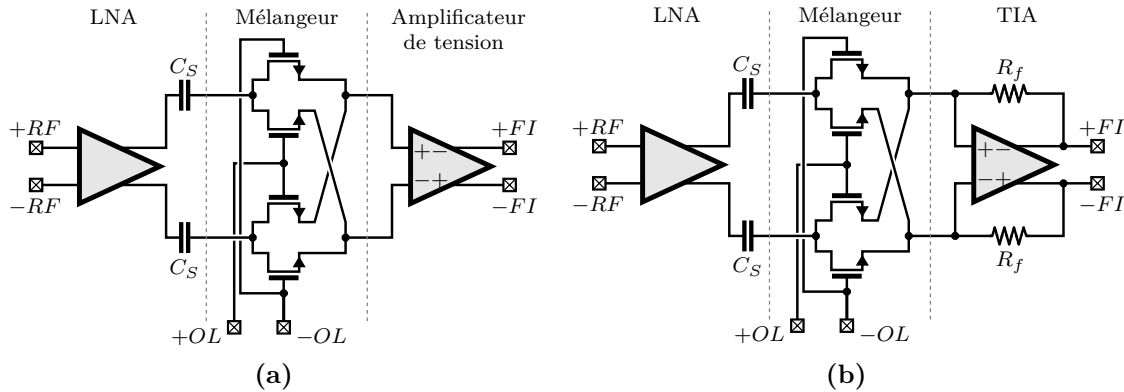 LNA
Mélangeur
Amplificateur
de tension
C_S
+RF
−RF
C_S
+−
−+
+FI
−FI
+OL
−OL
(a)
LNA
Mélangeur
TIA
C_S
R_f
+RF
−RF
C_S
+−
−+
+FI
−FI
R_f
+OL
−OL
(b)